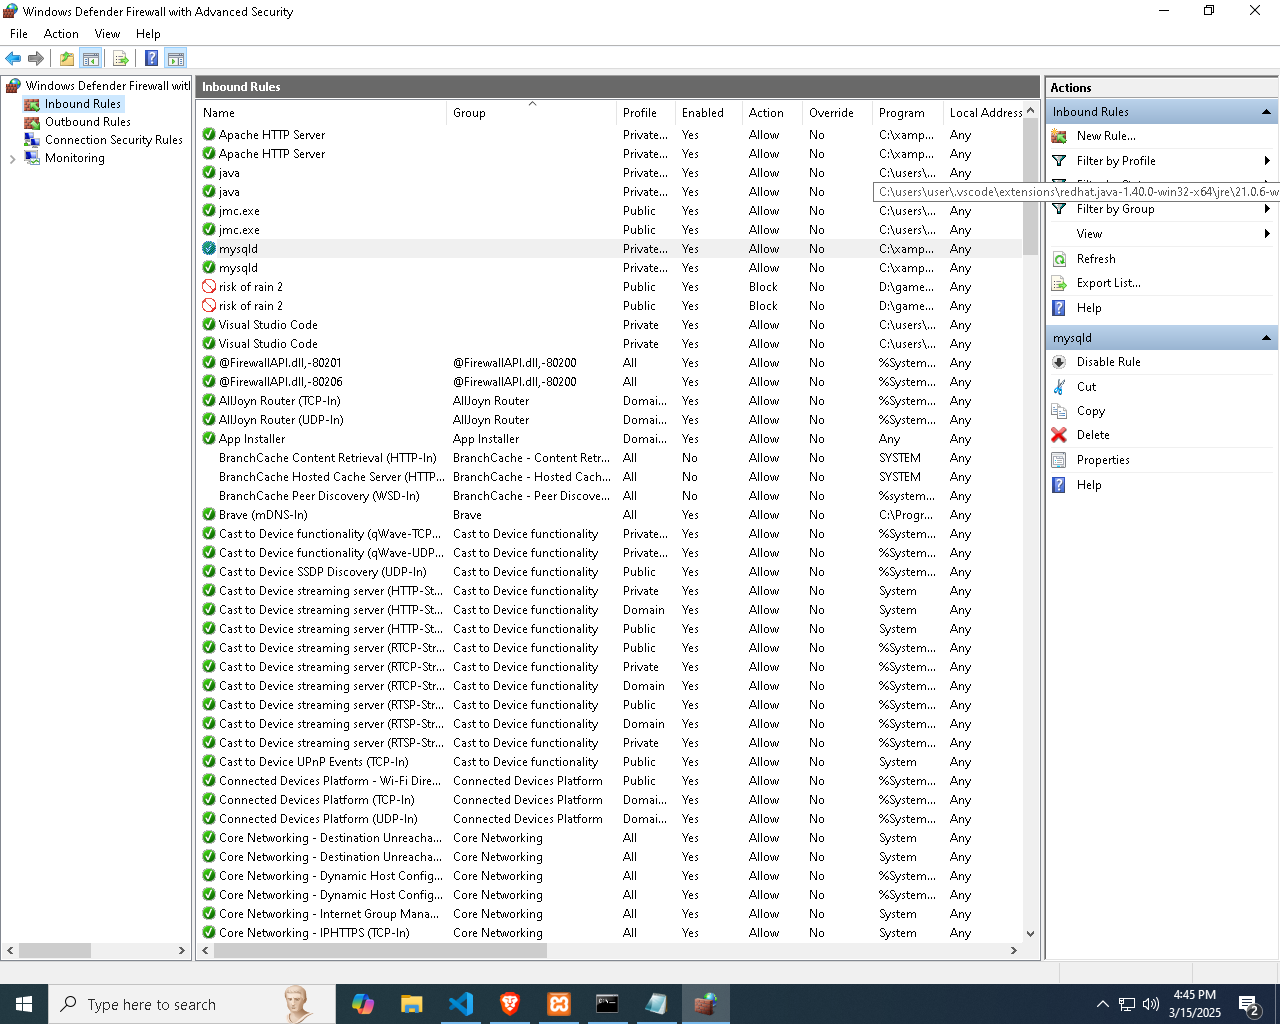 Windows Defender Firewall with Advanced Security
File Action View Help
Windows Defender Firewall wit
Inbound Rules
Outbound Rules
Connection Security Rules
Monitoring
Inbound Rules
Name Group Profile Enabled Action Override Program Local Address
Apache HTTP Server Private... Yes Allow No C:\xamp... Any
Apache HTTP Server Private... Yes Allow No C:\xamp... Any
java Private... Yes Allow No C:\users\... Any
java Private... Yes Allow No
C:\users\user\.vscode\extensions\redhat.java-1.40.0-win32-x64\jre\21.0.6-w
jmc.exe Public Yes Allow No C:\users\... Any
jmc.exe Public Yes Allow No C:\users\... Any
mysqld Private... Yes Allow No C:\xamp... Any
mysqld Private... Yes Allow No C:\xamp... Any
risk of rain 2 Public Yes Block No D:\game... Any
risk of rain 2 Public Yes Block No D:\game... Any
Visual Studio Code Private Yes Allow No C:\users\... Any
Visual Studio Code Private Yes Allow No C:\users\... Any
@FirewallAPI.dll,-80201 @FirewallAPI.dll,-80200 All Yes Allow No %System... Any
@FirewallAPI.dll,-80206 @FirewallAPI.dll,-80200 All Yes Allow No %System... Any
AllJoyn Router (TCP-In) AllJoyn Router Domai... Yes Allow No %System... Any
AllJoyn Router (UDP-In) AllJoyn Router Domai... Yes Allow No %System... Any
App Installer App Installer Domai... Yes Allow No Any Any
BranchCache Content Retrieval (HTTP-In) BranchCache - Content Retr... All No Allow No SYSTEM Any
BranchCache Hosted Cache Server (HTTP... BranchCache - Hosted Cach... All No Allow No SYSTEM Any
BranchCache Peer Discovery (WSD-In) BranchCache - Peer Discove... All No Allow No %system... Any
Brave (mDNS-In) Brave All Yes Allow No C:\Progr... Any
Cast to Device functionality (qWave-TCP... Cast to Device functionality Private... Yes Allow No %System... Any
Cast to Device functionality (qWave-UDP... Cast to Device functionality Private... Yes Allow No %System... Any
Cast to Device SSDP Discovery (UDP-In) Cast to Device functionality Public Yes Allow No %System... Any
Cast to Device streaming server (HTTP-St... Cast to Device functionality Private Yes Allow No System Any
Cast to Device streaming server (HTTP-St... Cast to Device functionality Domain Yes Allow No System Any
Cast to Device streaming server (HTTP-St... Cast to Device functionality Public Yes Allow No System Any
Cast to Device streaming server (RTCP-Str... Cast to Device functionality Public Yes Allow No %System... Any
Cast to Device streaming server (RTCP-Str... Cast to Device functionality Private Yes Allow No %System... Any
Cast to Device streaming server (RTCP-Str... Cast to Device functionality Domain Yes Allow No %System... Any
Cast to Device streaming server (RTSP-Str... Cast to Device functionality Public Yes Allow No %System... Any
Cast to Device streaming server (RTSP-Str... Cast to Device functionality Domain Yes Allow No %System... Any
Cast to Device streaming server (RTSP-Str... Cast to Device functionality Private Yes Allow No %System... Any
Cast to Device UPnP Events (TCP-In) Cast to Device functionality Public Yes Allow No System Any
Connected Devices Platform - Wi-Fi Dire... Connected Devices Platform Public Yes Allow No %System... Any
Connected Devices Platform (TCP-In) Connected Devices Platform Domai... Yes Allow No %System... Any
Connected Devices Platform (UDP-In) Connected Devices Platform Domai... Yes Allow No %System... Any
Core Networking - Destination Unreacha... Core Networking All Yes Allow No System Any
Core Networking - Destination Unreacha... Core Networking All Yes Allow No System Any
Core Networking - Dynamic Host Config... Core Networking All Yes Allow No %System... Any
Core Networking - Dynamic Host Config... Core Networking All Yes Allow No %System... Any
Core Networking - Internet Group Mana... Core Networking All Yes Allow No System Any
Core Networking - IPHTTPS (TCP-In) Core Networking All Yes Allow No System Any
Actions
Inbound Rules
New Rule...
Filter by Profile
Filter by Group
View
Refresh
Export List...
Help
mysqld
Disable Rule
Cut
Copy
Delete
Properties
Help
Type here to search
4:45 PM
3/15/2025
2